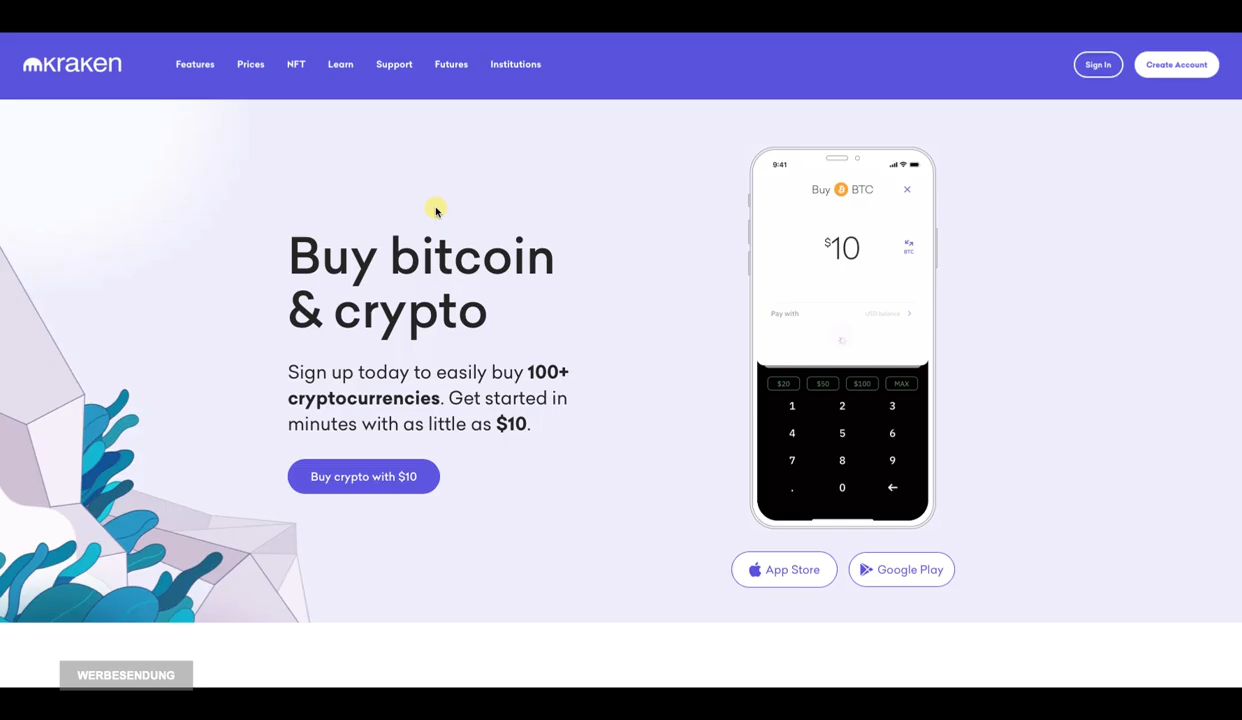 kraken
Features Prices NFT Learn Support Futures Institutions
Sign In Create Account
Buy bitcoin
& crypto
Sign up today to easily buy 100+
cryptocurrencies. Get started in
minutes with as little as $10.
Buy crypto with $10
9:41
Buy BTC
$10
BTC
Pay with USD balance
$20 $50 $100 MAX
1 2 3
4 5 6
7 8 9
. 0
App Store Google Play
WERBESENDUNG